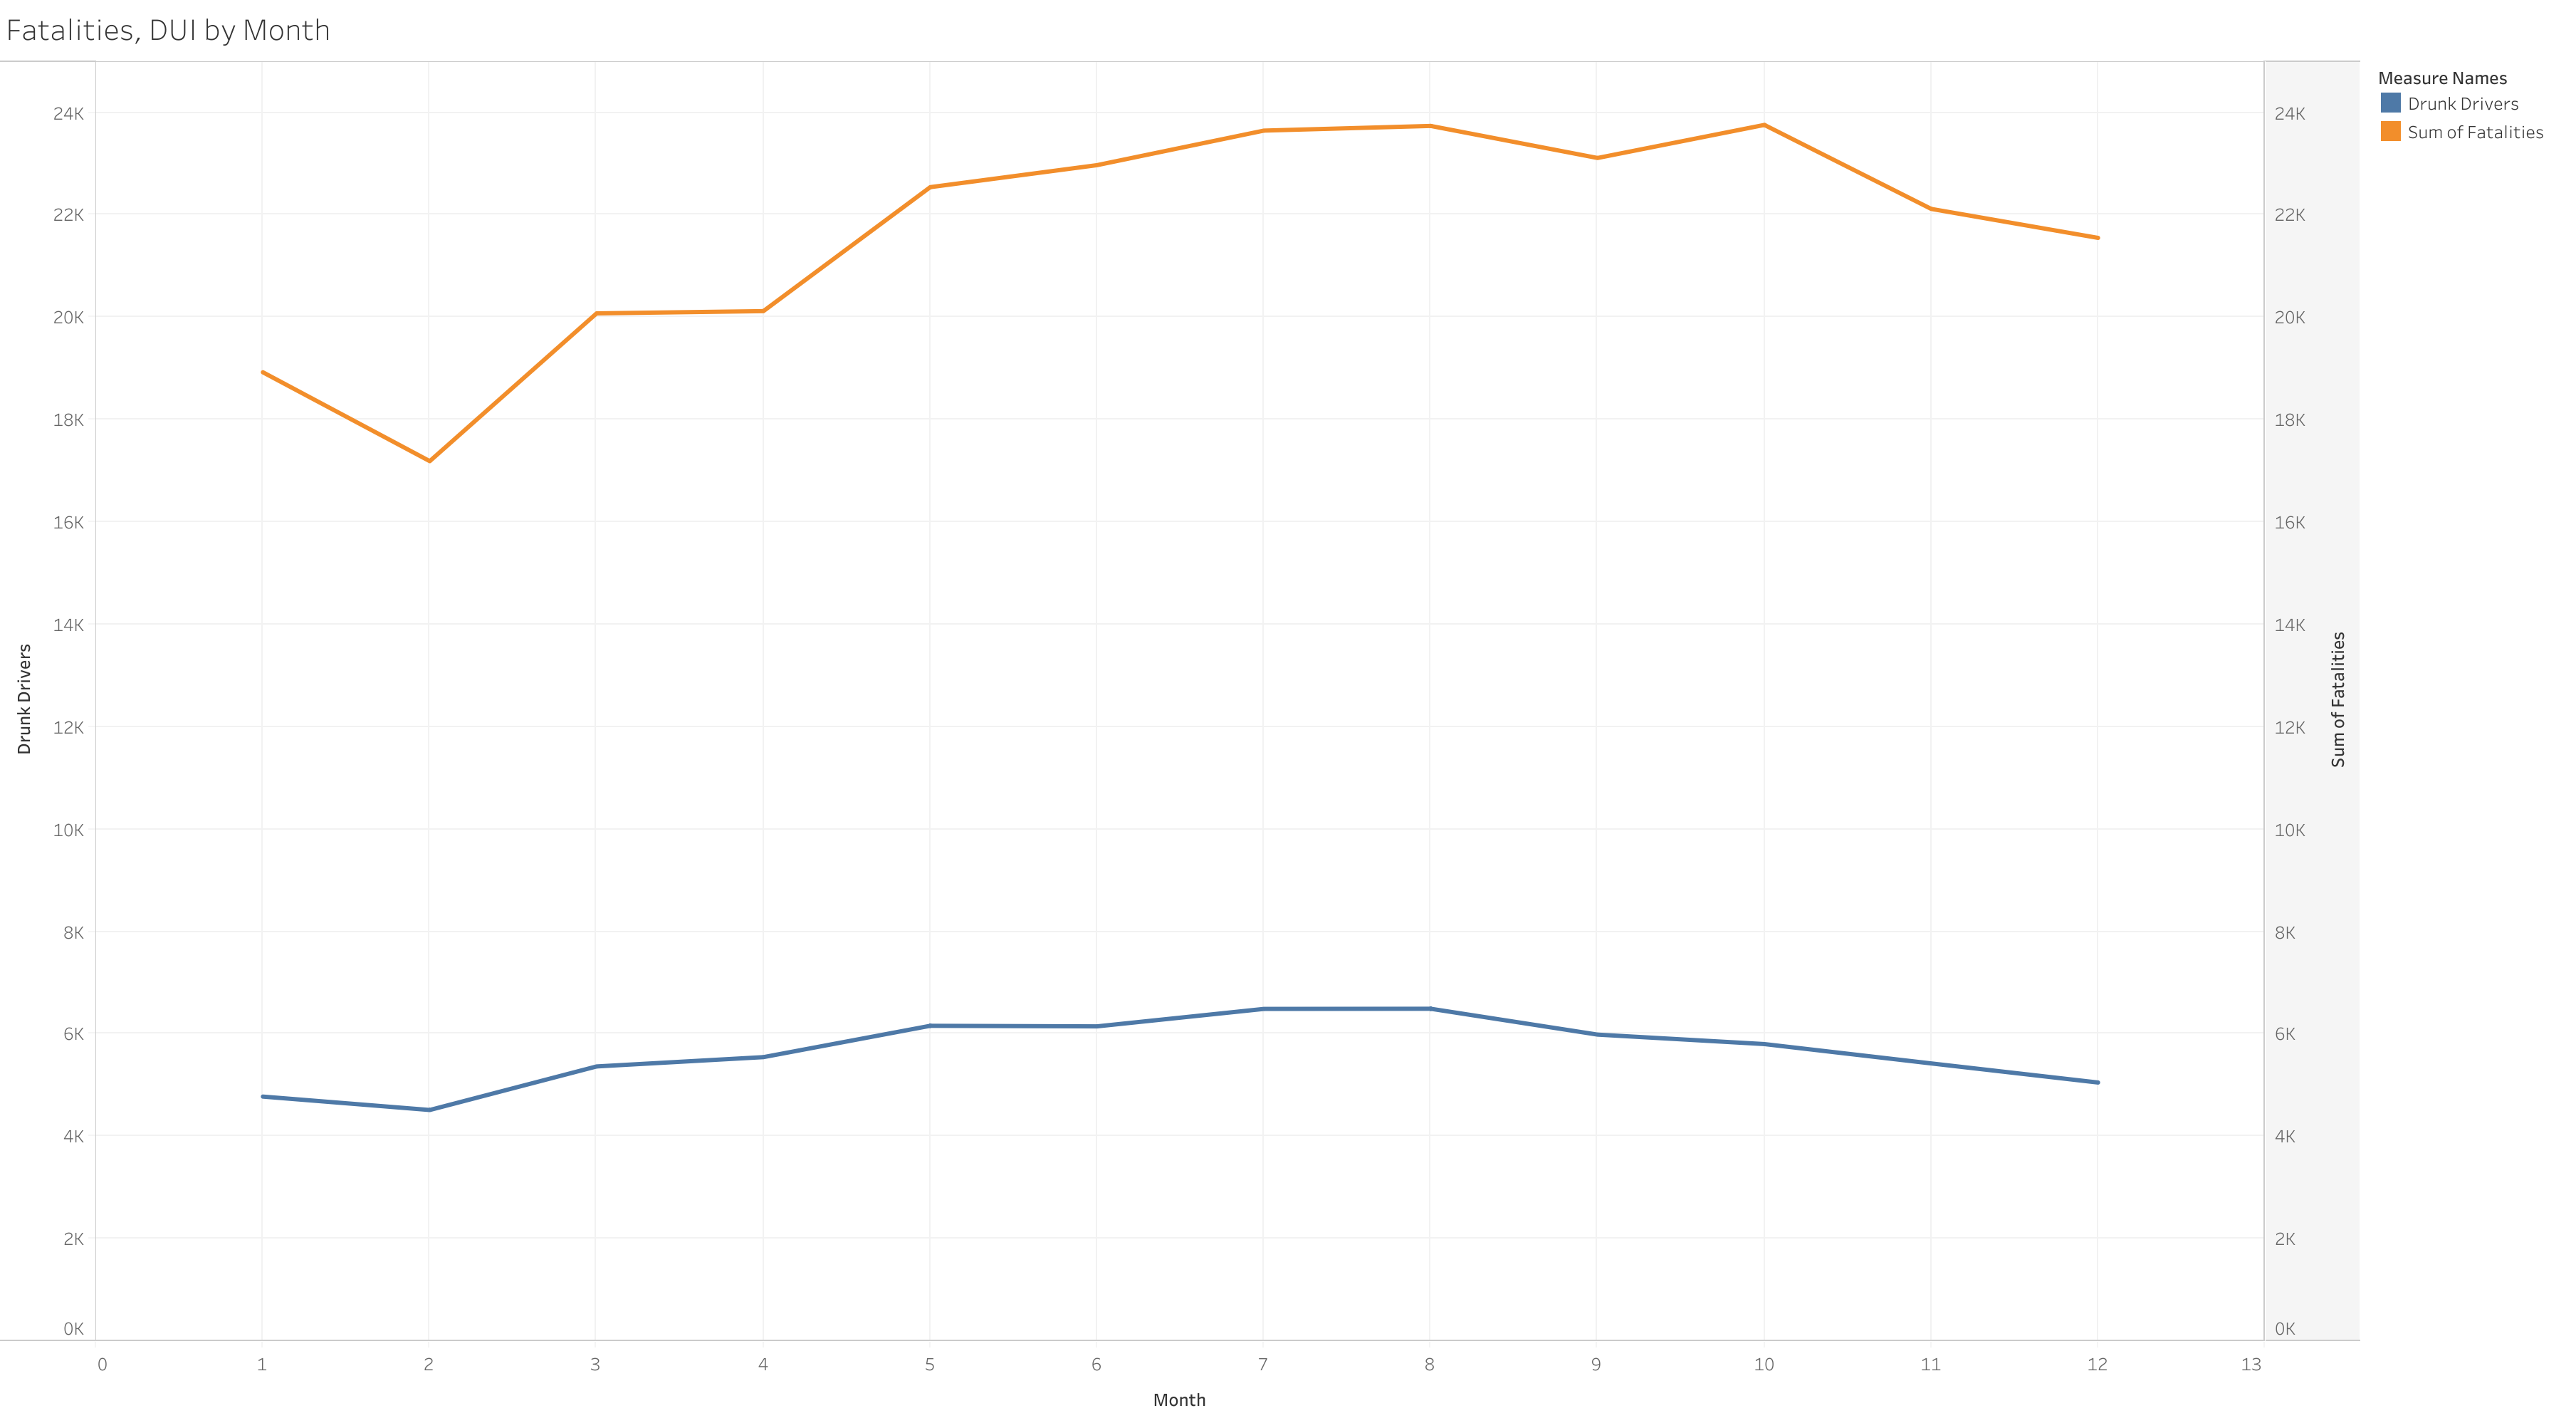 Fatalities, DUI by Month
Measure Names
Drunk Drivers
Sum of Fatalities
24K
22K
20K
18K
16K
14K
12K
10K
8K
6K
4K
2K
0K
Drunk Drivers
24K
22K
20K
18K
16K
14K
12K
10K
8K
6K
4K
2K
0K
Sum of Fatalities
0 1 2 3 4 5 6 7 8 9 10 11 12 13
Month